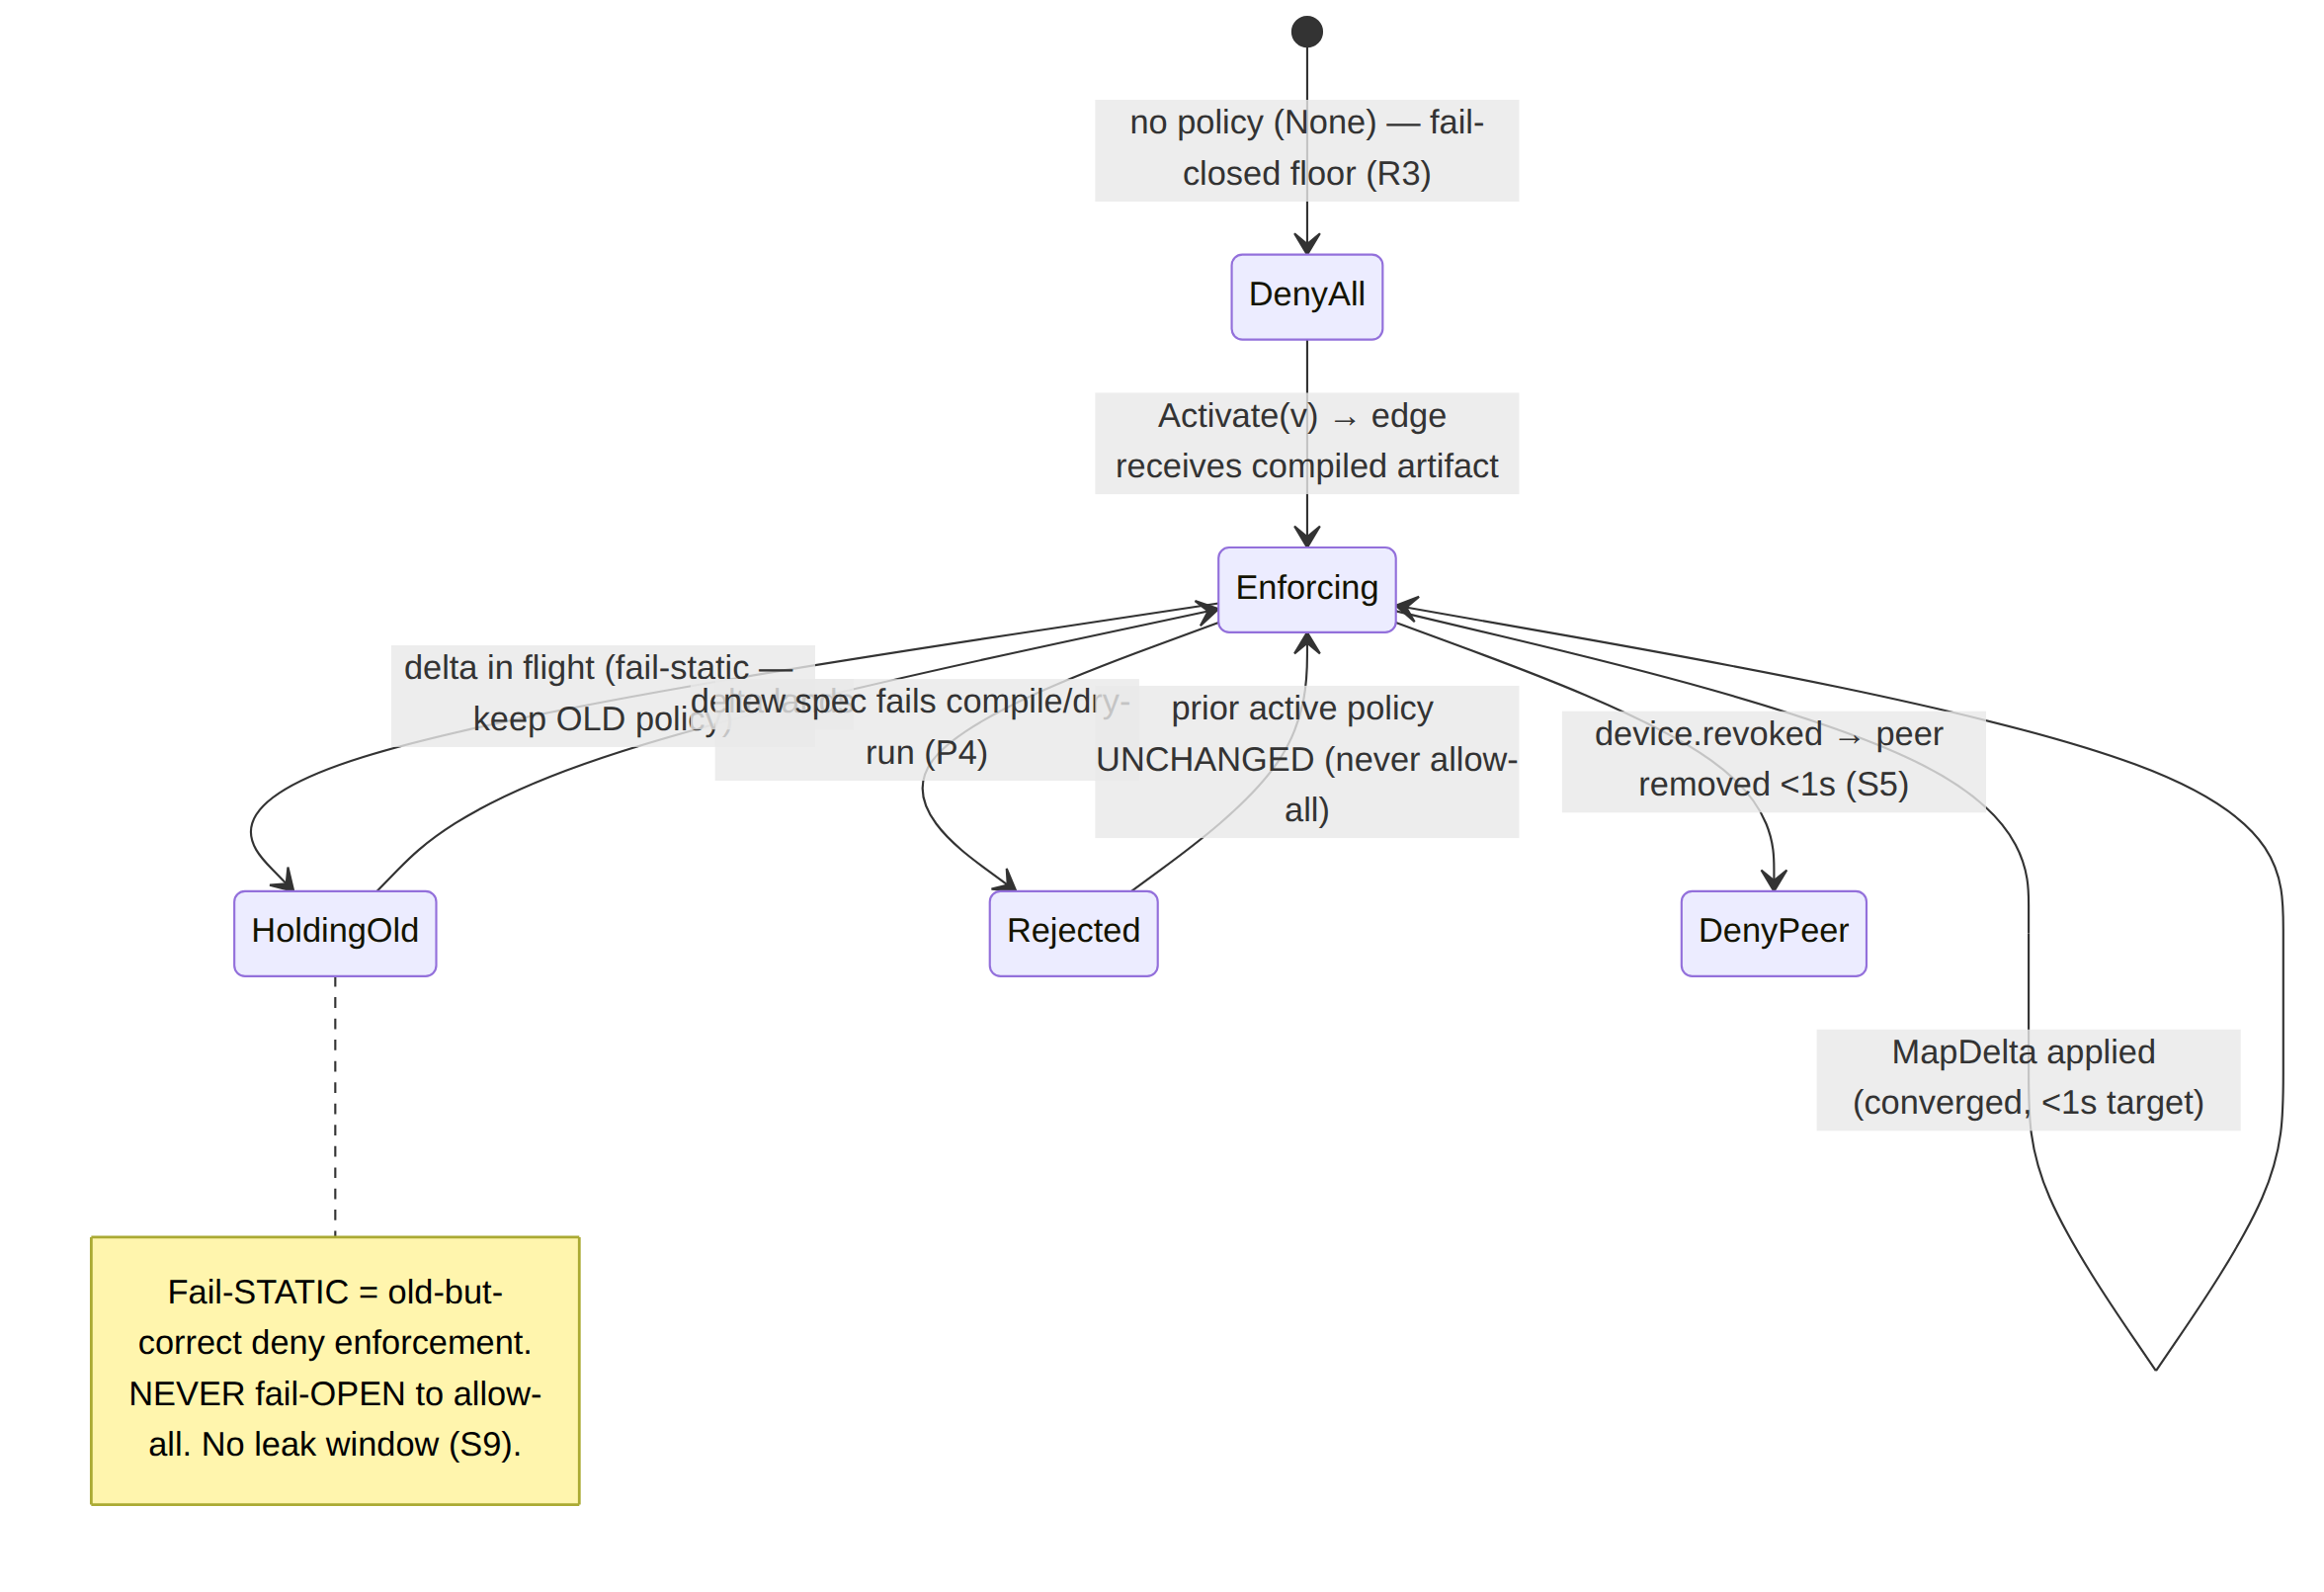 no policy (None) — fail-
closed floor (R3)
DenyAll
Activate(v) → edge
receives compiled artifact
Enforcing
delta in flight (fail-static —
keep OLD policy)
new spec fails compile/dry-
run (P4)
prior active policy
UNCHANGED (never allow-
all)
device.revoked → peer
removed <1s (S5)
HoldingOld
Rejected
DenyPeer
MapDelta applied
(converged, <1s target)
Fail-STATIC = old-but-
correct deny enforcement.
NEVER fail-OPEN to allow-
all. No leak window (S9).